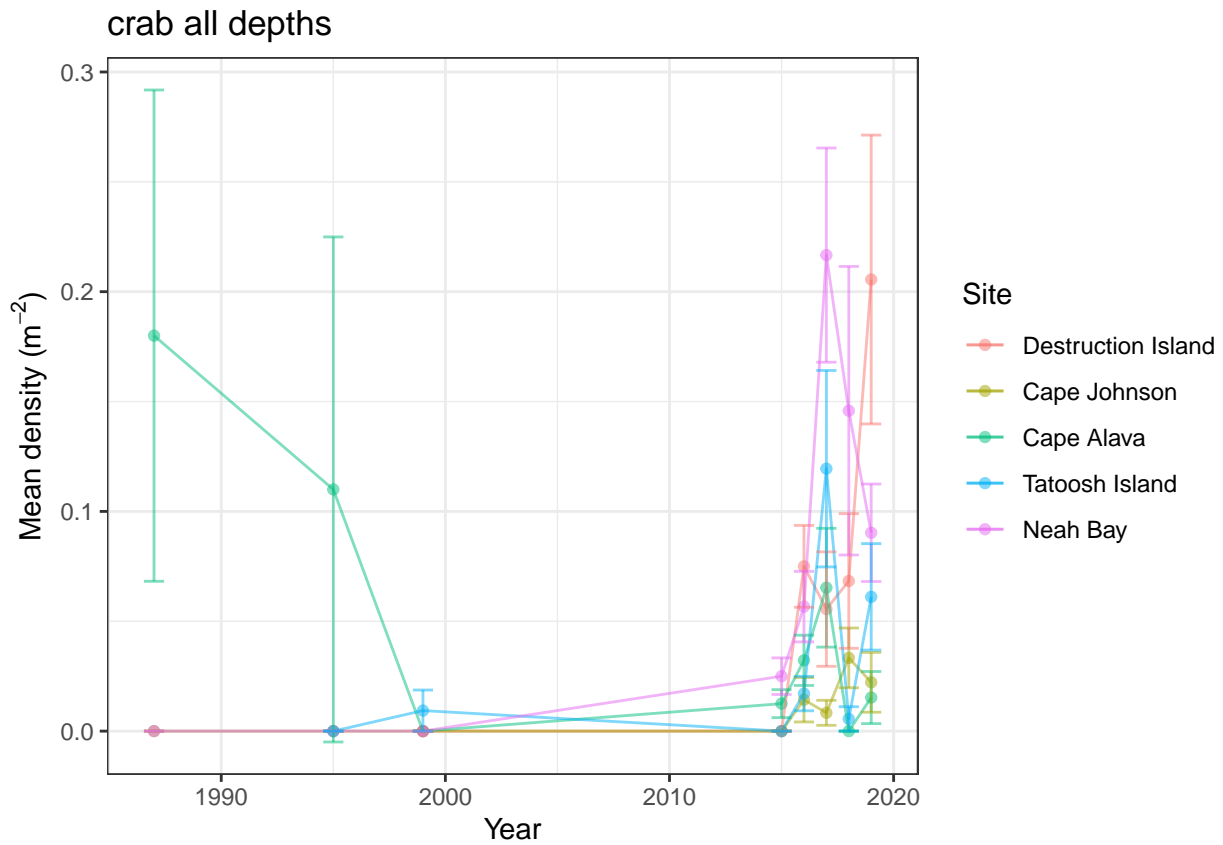 crab all depths
Mean density (m⁻²)
0.3
0.2
0.1
0.0
1990 2000 2010 2020
Year
Site
Destruction Island
Cape Johnson
Cape Alava
Tatoosh Island
Neah Bay